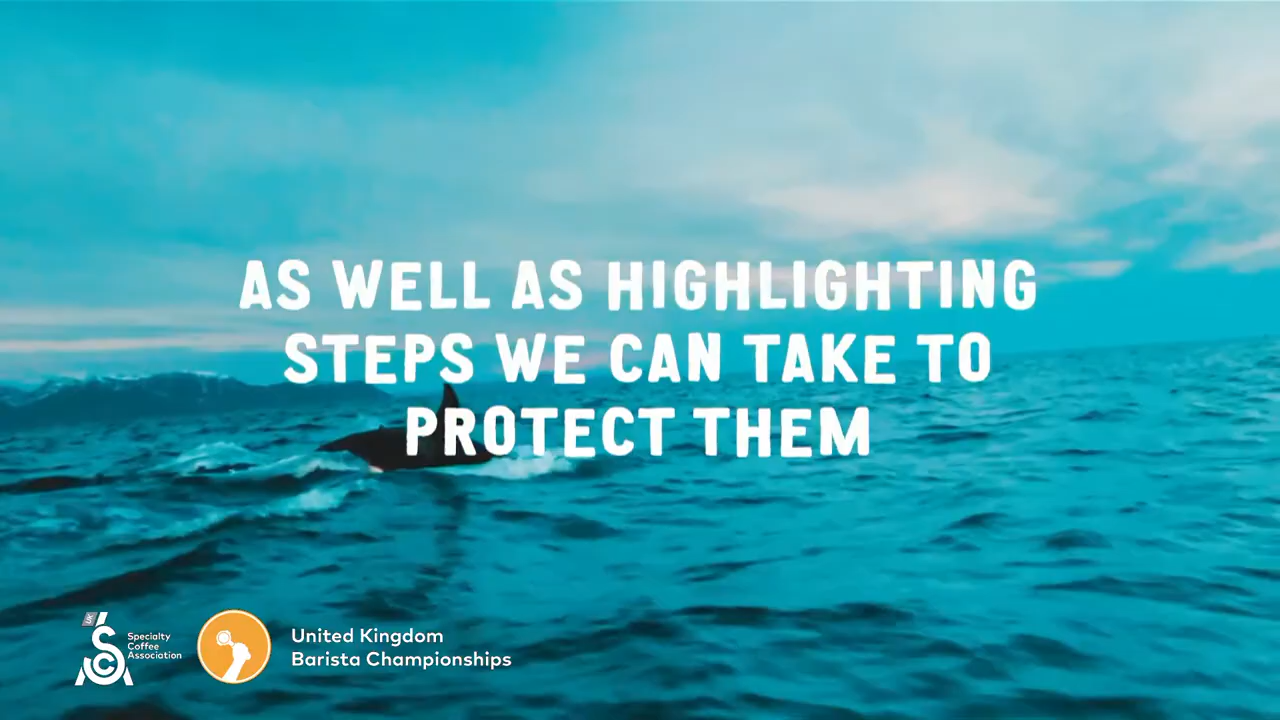 AS WELL AS HIGHLIGHTING
STEPS WE CAN TAKE TO
PROTECT THEM
UK
Specialty
Coffee
Association
United Kingdom
Barista Championships